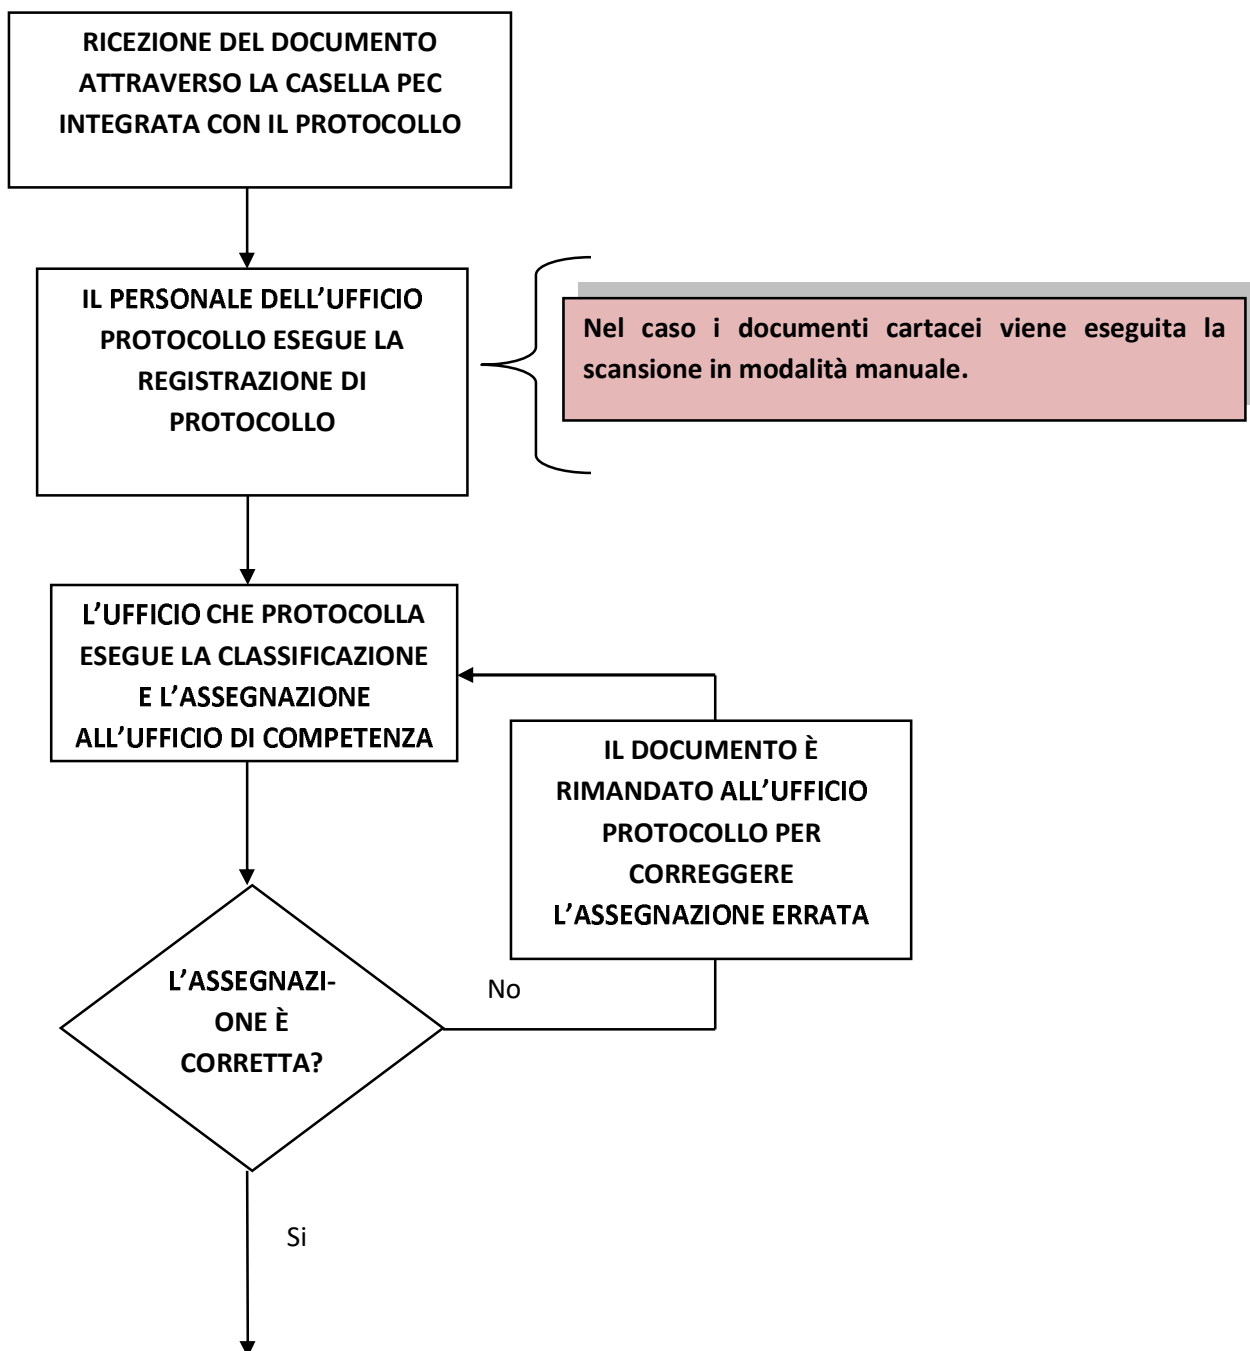 RICEZIONE DEL DOCUMENTO
ATTRAVERSO LA CASELLA PEC
INTEGRATA CON IL PROTOCOLLO
IL PERSONALE DELL’UFFICIO
PROTOCOLLO ESEGUE LA
REGISTRAZIONE DI
PROTOCOLLO
Nel caso i documenti cartacei viene eseguita la
scansione in modalità manuale.
L’UFFICIO CHE PROTOCOLLA
ESEGUE LA CLASSIFICAZIONE
E L’ASSEGNAZIONE
ALL’UFFICIO DI COMPETENZA
IL DOCUMENTO È
RIMANDATO ALL’UFFICIO
PROTOCOLLO PER
CORREGGERE
L’ASSEGNAZIONE ERRATA
L’ASSEGNAZI-
ONE È
CORRETTA?
No
Si